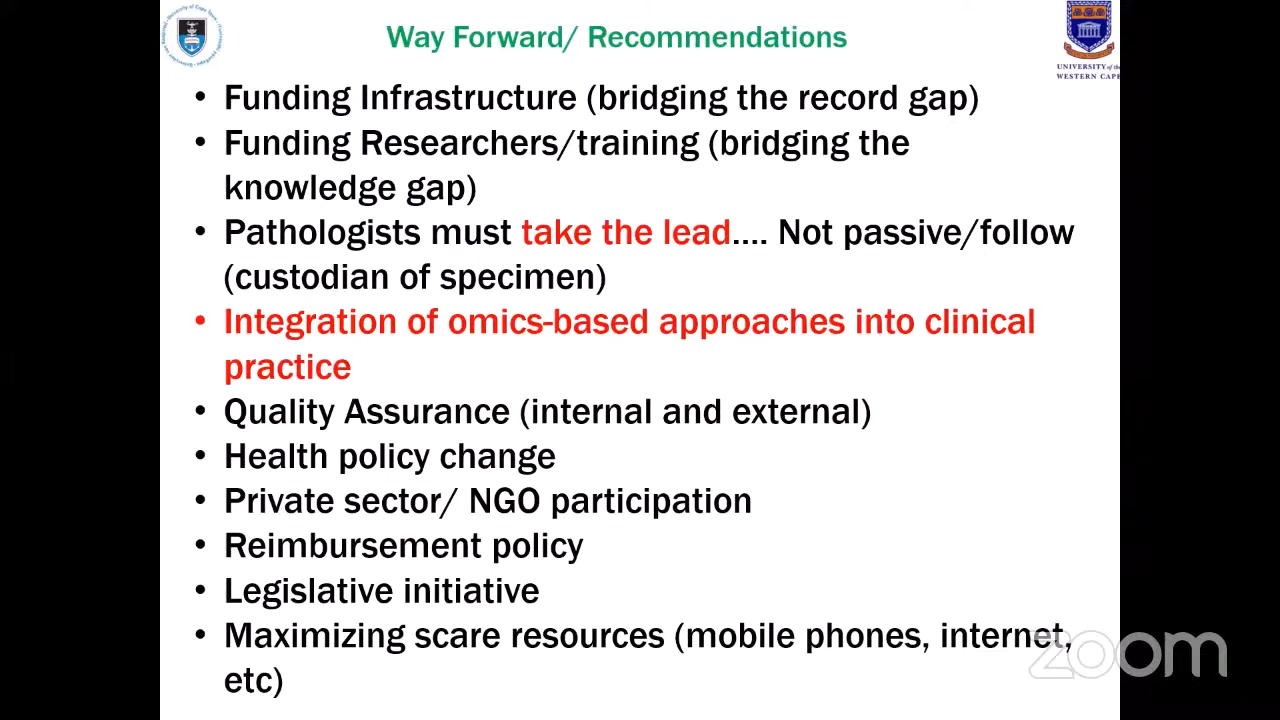 Way Forward/ Recommendations
UNIVERSITY of the
WESTERN CAPE
• Funding Infrastructure (bridging the record gap)
• Funding Researchers/training (bridging the
knowledge gap)
• Pathologists must take the lead.... Not passive/follow
(custodian of specimen)
• Integration of omics-based approaches into clinical
practice
• Quality Assurance (internal and external)
• Health policy change
• Private sector/ NGO participation
• Reimbursement policy
• Legislative initiative
• Maximizing scare resources (mobile phones, internet,
etc)
zoom